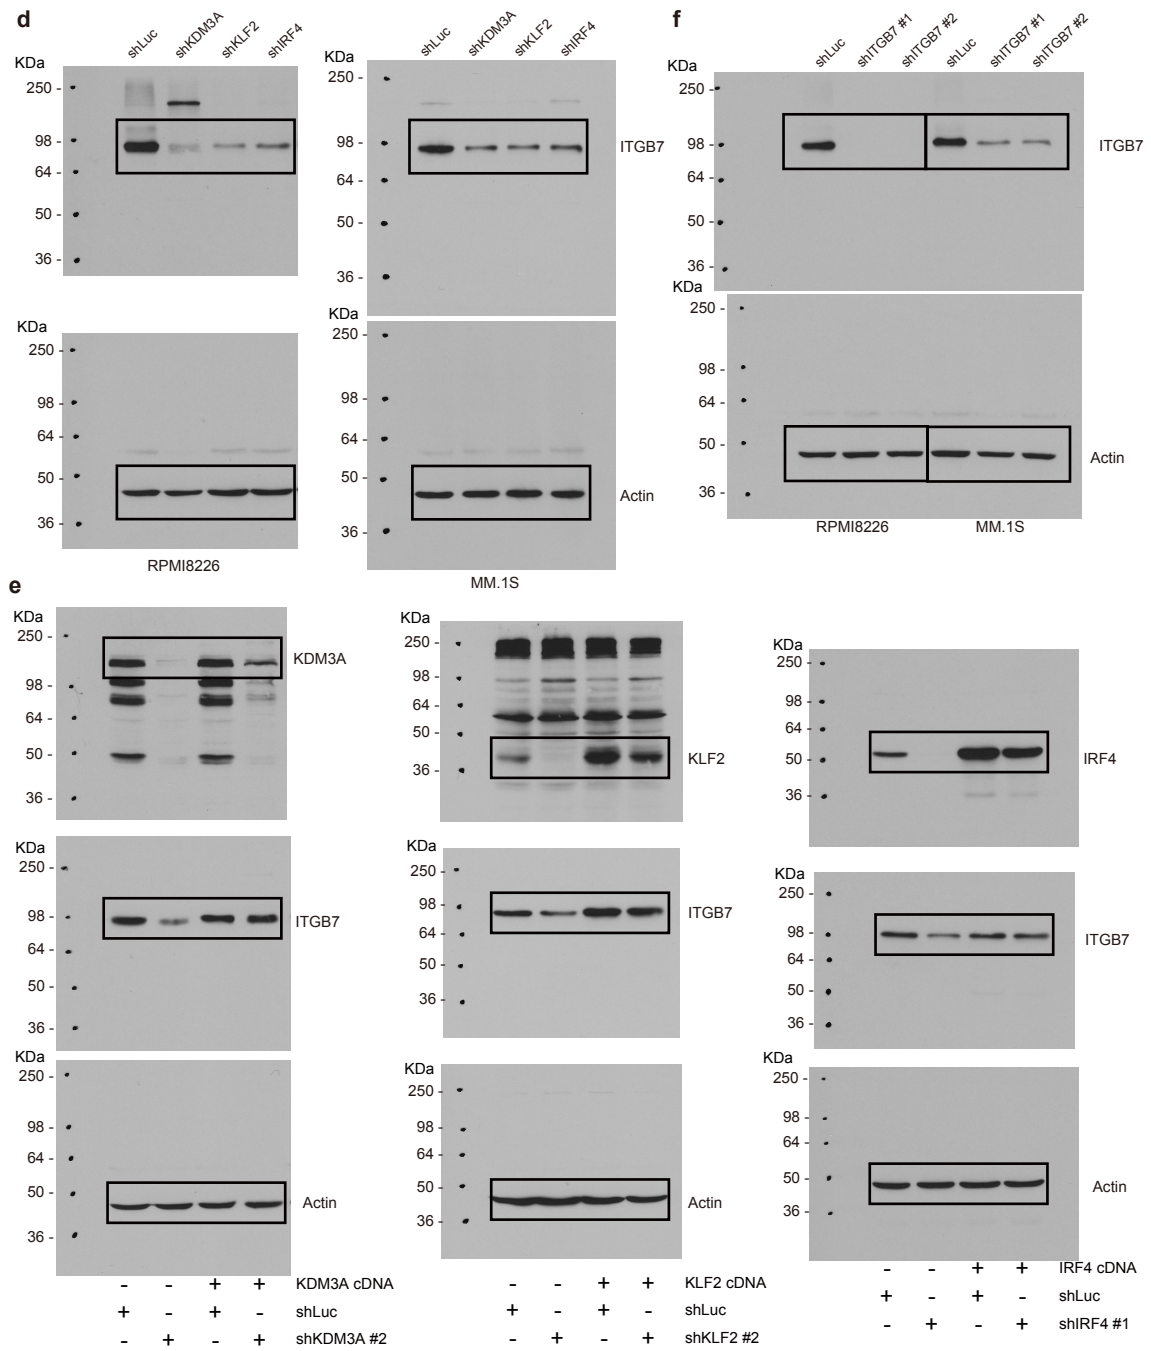 d
shLuc shKDM3A shKLF2 shIRF4
KDa
250 -
98 -
64 -
50 -
36 -
shLuc shKDM3A shKLF2 shIRF4
KDa
250 -
98 -
64 -
50 -
36 -
ITGB7
KDa
250 -
98 -
64 -
50 -
36 -
RPMI8226
KDa
250 -
98 -
64 -
50 -
36 -
Actin
MM.1S
f
shLuc shITGB7 #1 shITGB7 #2 shLuc shITGB7 #1 shITGB7 #2
KDa
250 -
98 -
64 -
50 -
36 -
ITGB7
KDa
250 -
98 -
64 -
50 -
36 -
Actin
RPMI8226 MM.1S
e
KDa
250 -
98 -
64 -
50 -
36 -
KDM3A
KDa
250 -
98 -
64 -
50 -
36 -
ITGB7
KDa
250 -
98 -
64 -
50 -
36 -
Actin
- - + + KDM3A cDNA
+ - + - shLuc
- + - + shKDM3A #2
KDa
250 -
98 -
64 -
50 -
36 -
KLF2
KDa
250 -
98 -
64 -
50 -
36 -
ITGB7
KDa
250 -
98 -
64 -
50 -
36 -
Actin
- - + + KLF2 cDNA
+ - + - shLuc
- + - + shKLF2 #2
KDa
250 -
98 -
64 -
50 -
36 -
IRF4
KDa
250 -
98 -
64 -
50 -
36 -
ITGB7
KDa
250 -
98 -
64 -
50 -
36 -
Actin
- - + + IRF4 cDNA
+ - + - shLuc
- + - + shIRF4 #1